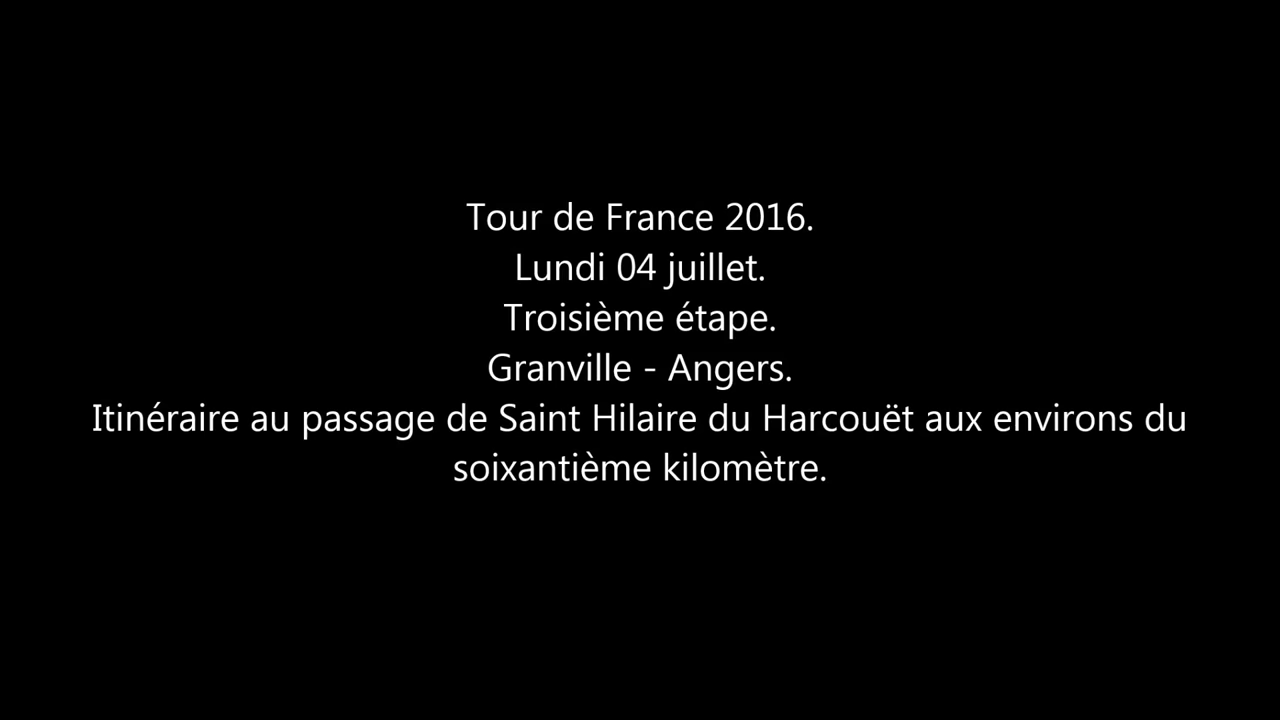 Tour de France 2016.
Lundi 04 juillet.
Troisième étape.
Granville - Angers.
Itinéraire au passage de Saint Hilaire du Harcouët aux environs du
soixantième kilomètre.